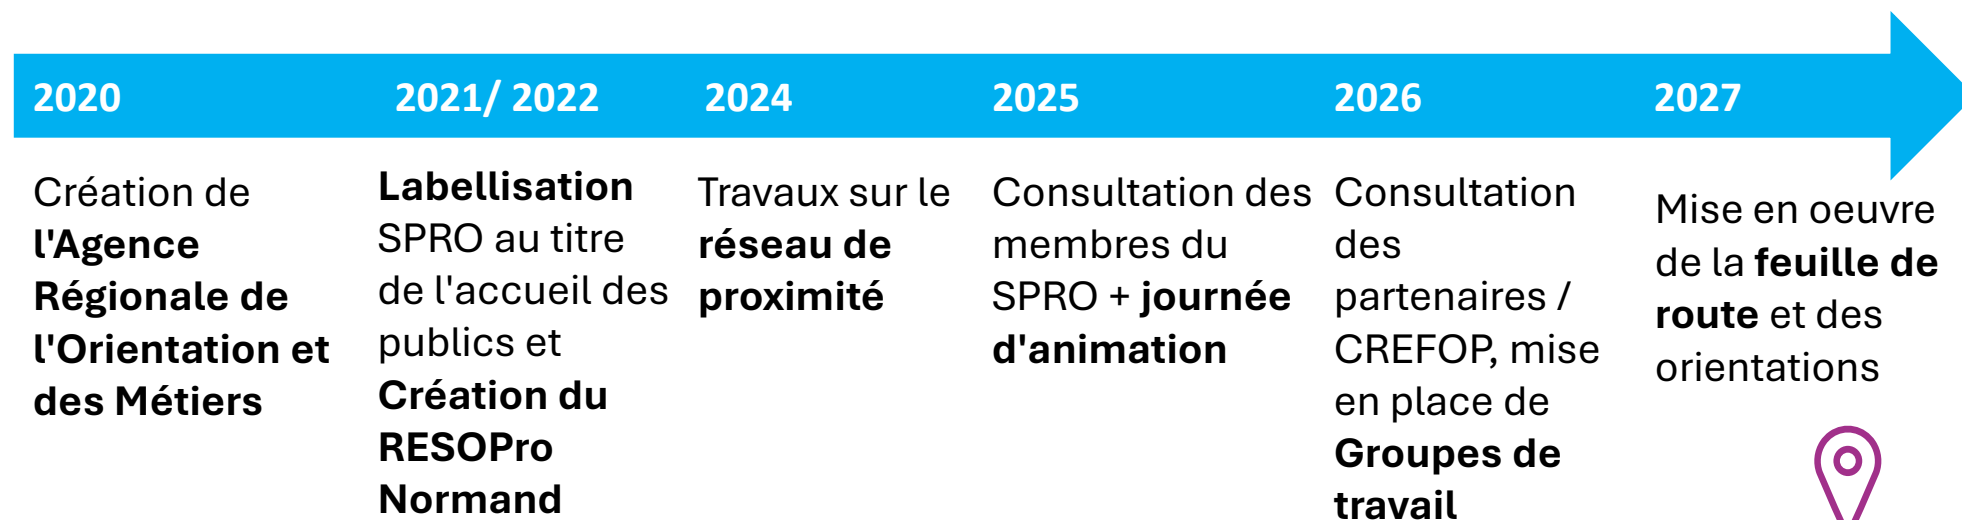 2020
2021/ 2022
2024
2025
2026
2027
Création de
l'Agence
Régionale de
l'Orientation et
des Métiers
Labellisation
SPRO au titre
de l'accueil des
publics et
Création du
RESOPro
Normand
Travaux sur le
réseau de
proximité
Consultation des
membres du
SPRO + journée
d'animation
Consultation
des
partenaires /
CREFOP, mise
en place de
Groupes de
travail
Mise en oeuvre
de la feuille de
route et des
orientations